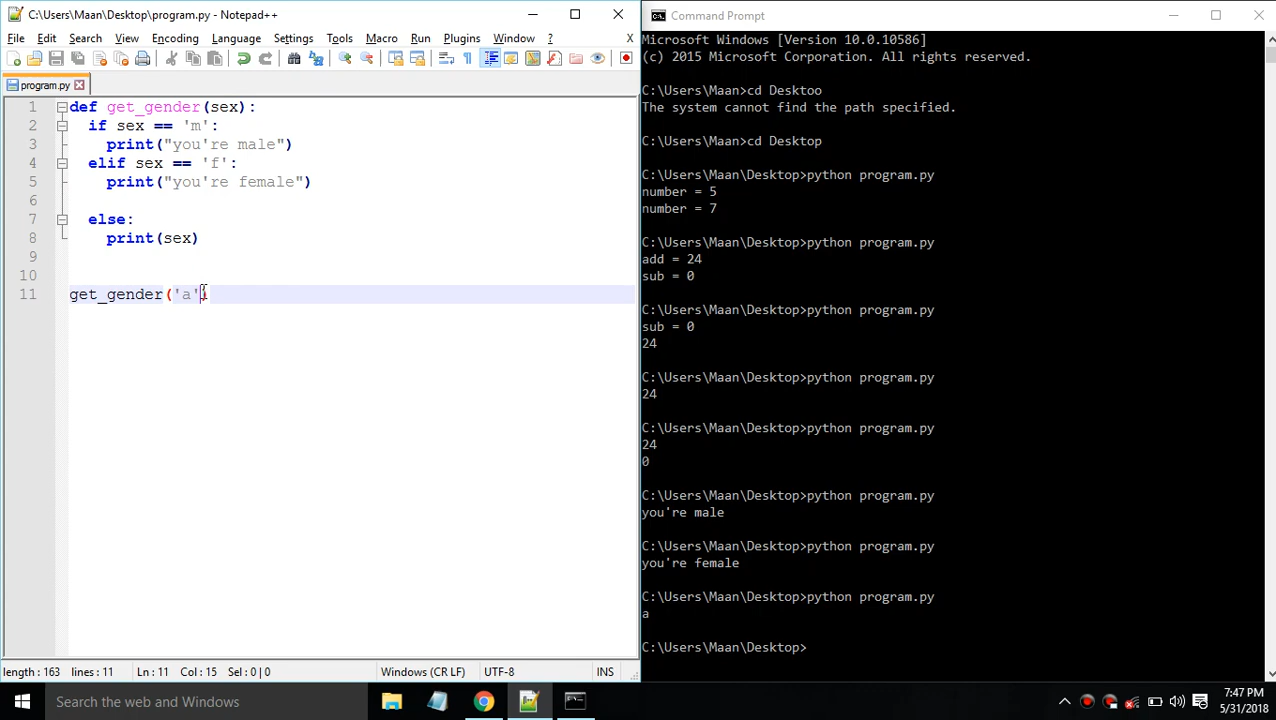 C:\Users\Maan\Desktop\program.py - Notepad++
File Edit Search View Encoding Language Settings Tools Macro Run Plugins Window ? X
program.py
1 def get_gender(sex):
2 if sex == 'm':
3 print("you're male")
4 elif sex == 'f':
5 print("you're female")
6
7 else:
8 print(sex)
9
10
11 get_gender('a')
length : 163 lines : 11 Ln : 11 Col : 15 Sel : 0 | 0 Windows (CR LF) UTF-8 INS
Command Prompt
Microsoft Windows [Version 10.0.10586]
(c) 2015 Microsoft Corporation. All rights reserved.
C:\Users\Maan>cd Desktoo
The system cannot find the path specified.
C:\Users\Maan>cd Desktop
C:\Users\Maan\Desktop>python program.py
number = 5
number = 7
C:\Users\Maan\Desktop>python program.py
add = 24
sub = 0
C:\Users\Maan\Desktop>python program.py
sub = 0
24
C:\Users\Maan\Desktop>python program.py
24
C:\Users\Maan\Desktop>python program.py
24
0
C:\Users\Maan\Desktop>python program.py
you're male
C:\Users\Maan\Desktop>python program.py
you're female
C:\Users\Maan\Desktop>python program.py
a
C:\Users\Maan\Desktop>
Search the web and Windows
7:47 PM
5/31/2018